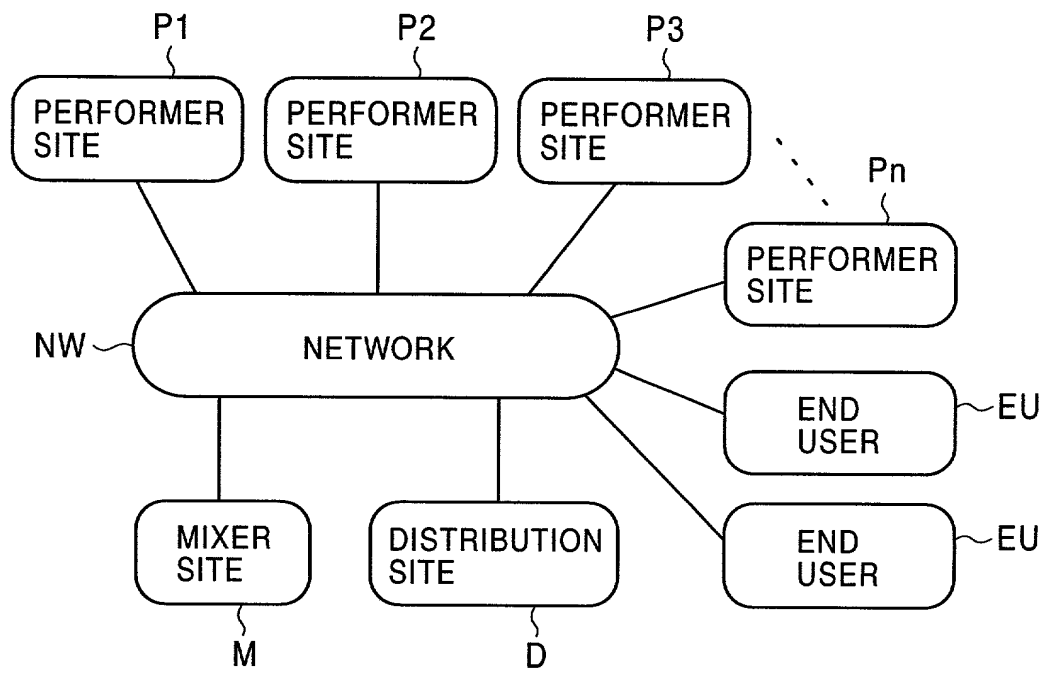 P1
P2
P3
PERFORMER
SITE
PERFORMER
SITE
PERFORMER
SITE
Pn
PERFORMER
SITE
NW
NETWORK
END
USER
EU
MIXER
SITE
DISTRIBUTION
SITE
END
USER
EU
M
D